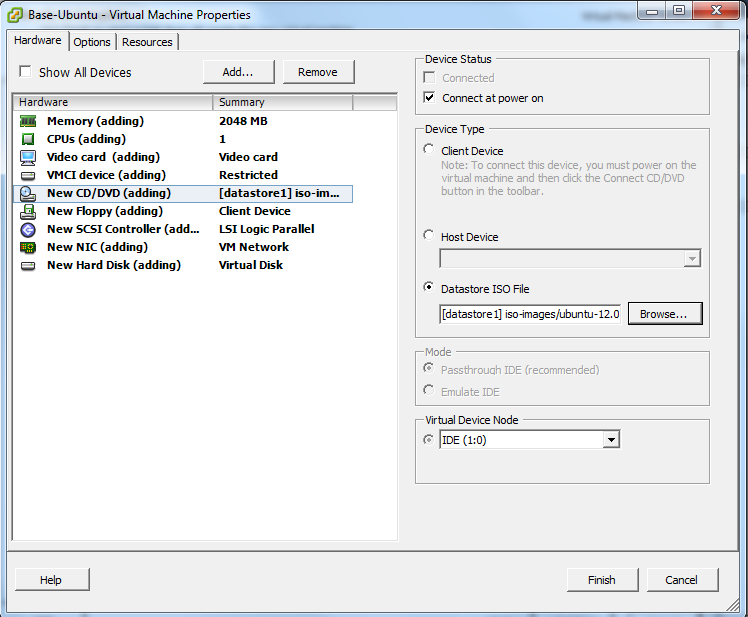 Base-Ubuntu - Virtual Machine Properties
Hardware Options Resources
Show All Devices Add... Remove
Hardware Summary
Memory (adding) 2048 MB
CPUs (adding) 1
Video card (adding) Video card
VMCI device (adding) Restricted
New CD/DVD (adding) [datastore1] iso-im...
New Floppy (adding) Client Device
New SCSI Controller (add... LSI Logic Parallel
New NIC (adding) VM Network
New Hard Disk (adding) Virtual Disk
Device Status
Connected
Connect at power on
Device Type
Client Device
Note: To connect this device, you must power on the
virtual machine and then click the Connect CD/DVD
button in the toolbar.
Host Device
Datastore ISO File
[datastore1] iso-images/ubuntu-12.0 Browse...
Mode
Passthrough IDE (recommended)
Emulate IDE
Virtual Device Node
IDE (1:0)
Help Finish Cancel